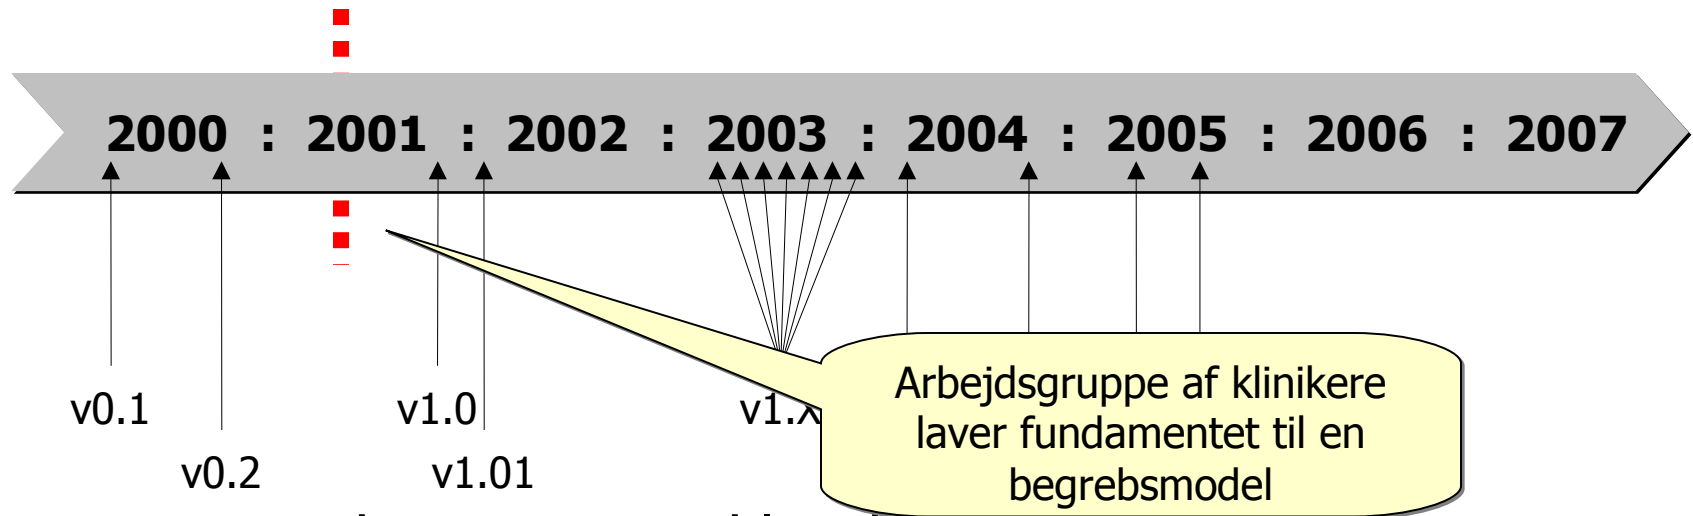 2000 : 2001 : 2002 : 2003 : 2004 : 2005 : 2006 : 2007
v0.1
v1.0
Arbejdsgruppe af klinikere
laver fundamentet til en
begrebsmodel
v0.2
v1.01